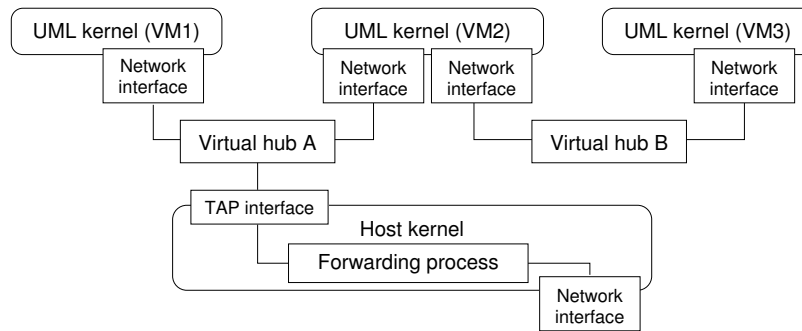 UML kernel (VM1)
UML kernel (VM2)
UML kernel (VM3)
Network
interface
Network
interface
Network
interface
Network
interface
Virtual hub A
Virtual hub B
TAP interface
Host kernel
Forwarding process
Network
interface